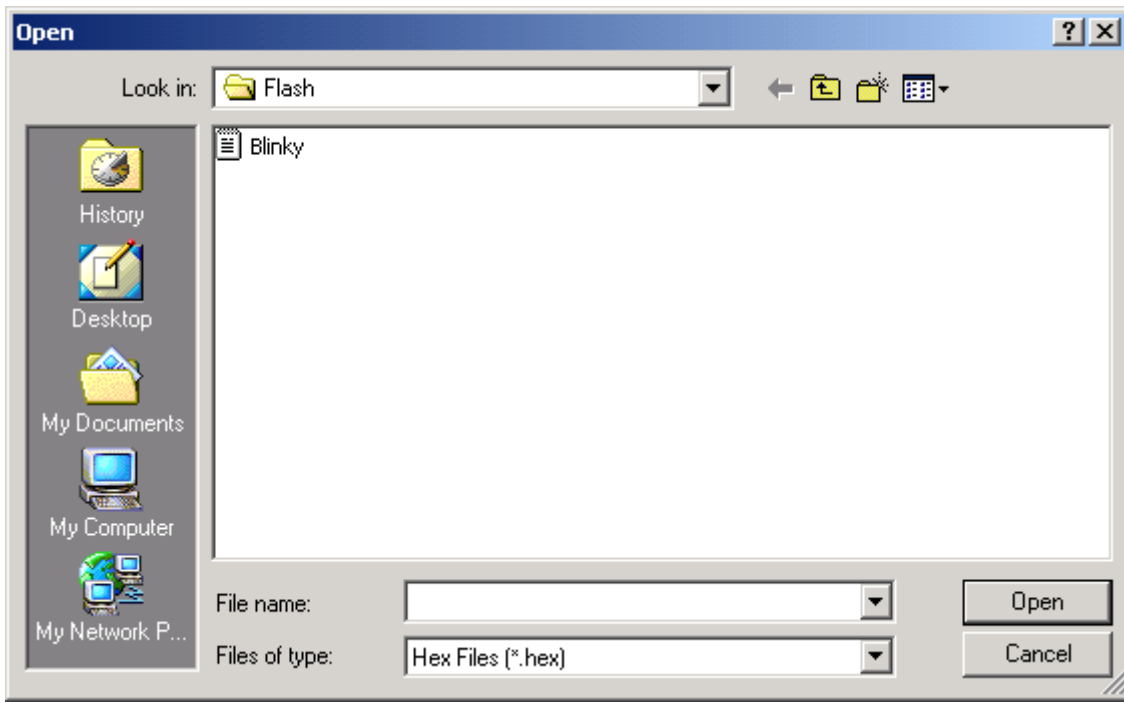 Open
Look in: Flash
Blinky
History
Desktop
My Documents
My Computer
My Network P...
File name: Open
Files of type: Hex Files (*.hex) Cancel